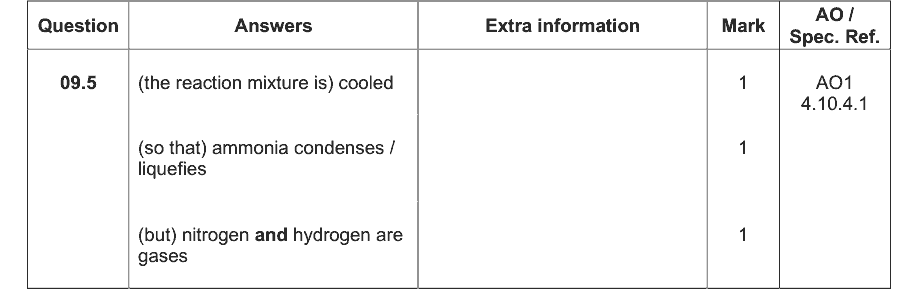 Question Answers Extra information Mark AO /
Spec. Ref.
09.5 (the reaction mixture is) cooled 1 AO1
4.10.4.1
(so that) ammonia condenses / 1
liquefies
(but) nitrogen and hydrogen are 1
gases